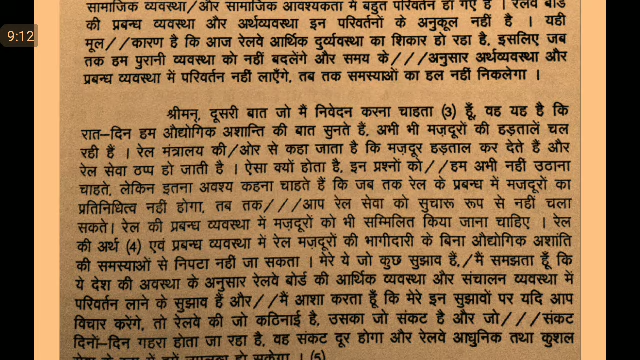 सामाजिक व्यवस्था/और सामाजिक आवश्यकता में बहुत परिवर्तन हो गए हैं । रेलवे बोर्ड
की प्रबन्ध व्यवस्था और अर्थव्यवस्था इन परिवर्तनों के अनुकूल नहीं है । यही
9:12
मूल//कारण है कि आज रेलवे आर्थिक दुर्व्यवस्था का शिकार हो रहा है, इसलिए जब
तक हम पुरानी व्यवस्था को नहीं बदलेंगे और समय के///अनुसार अर्थव्यवस्था और
प्रबन्ध व्यवस्था में परिवर्तन नहीं लाएँगे, तब तक समस्याओं का हल नहीं निकलेगा ।
श्रीमन्, दूसरी बात जो मैं निवेदन करना चाहता (3) हूँ, वह यह है कि
रात–दिन हम औद्योगिक अशान्ति की बात सुनते हैं, अभी भी मज़दूरों की हड़तालें चल
रही हैं । रेल मंत्रालय की/ओर से कहा जाता है कि मज़दूर हड़ताल कर देते हैं और
रेल सेवा ठप्प हो जाती है । ऐसा क्यों होता है, इन प्रश्नों को//हम अभी नहीं उठाना
चाहते, लेकिन इतना अवश्य कहना चाहते हैं कि जब तक रेल के प्रबन्ध में मजदूरों का
प्रतिनिधित्व नही होगा, तब तक///आप रेल सेवा को सुचारू रूप से नहीं चला
सकते। रेल की प्रबन्ध व्यवस्था में मज़दूरों को भी सम्मिलित किया जाना चाहिए । रेल
की अर्थ (4) एवं प्रबन्ध व्यवस्था में रेल मज़दूरों की भागीदारी के बिना औद्योगिक अशांति
की समस्याओं से निपटा नही जा सकता । मेरे ये जो कुछ सुझाव हैं,/मैं समझता हूँ कि
ये देश की अवस्था के अनुसार रेलवे बोर्ड की आर्थिक व्यवस्था और संचालन व्यवस्था में
परिवर्तन लाने के सुझाव हैं और//मैं आशा करता हूँ कि मेरे इन सुझावों पर यदि आप
विचार करेंगे, तो रेलवे की जो कठिनाई है, उसका जो संकट है और जो///संकट
दिनों–दिन गहरा होता जा रहा है, वह संकट दूर होगा और रेलवे आधुनिक तथा कुशल
(5)